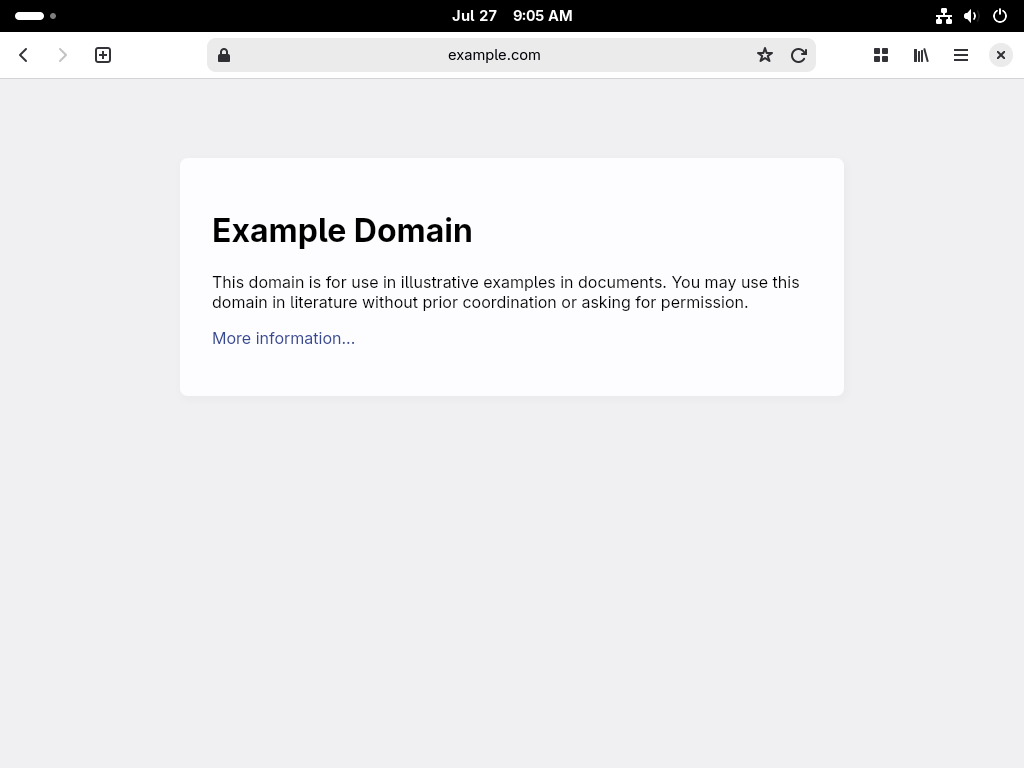 Jul 27 9:05 AM
example.com
Example Domain
This domain is for use in illustrative examples in documents. You may use this
domain in literature without prior coordination or asking for permission.
More information...